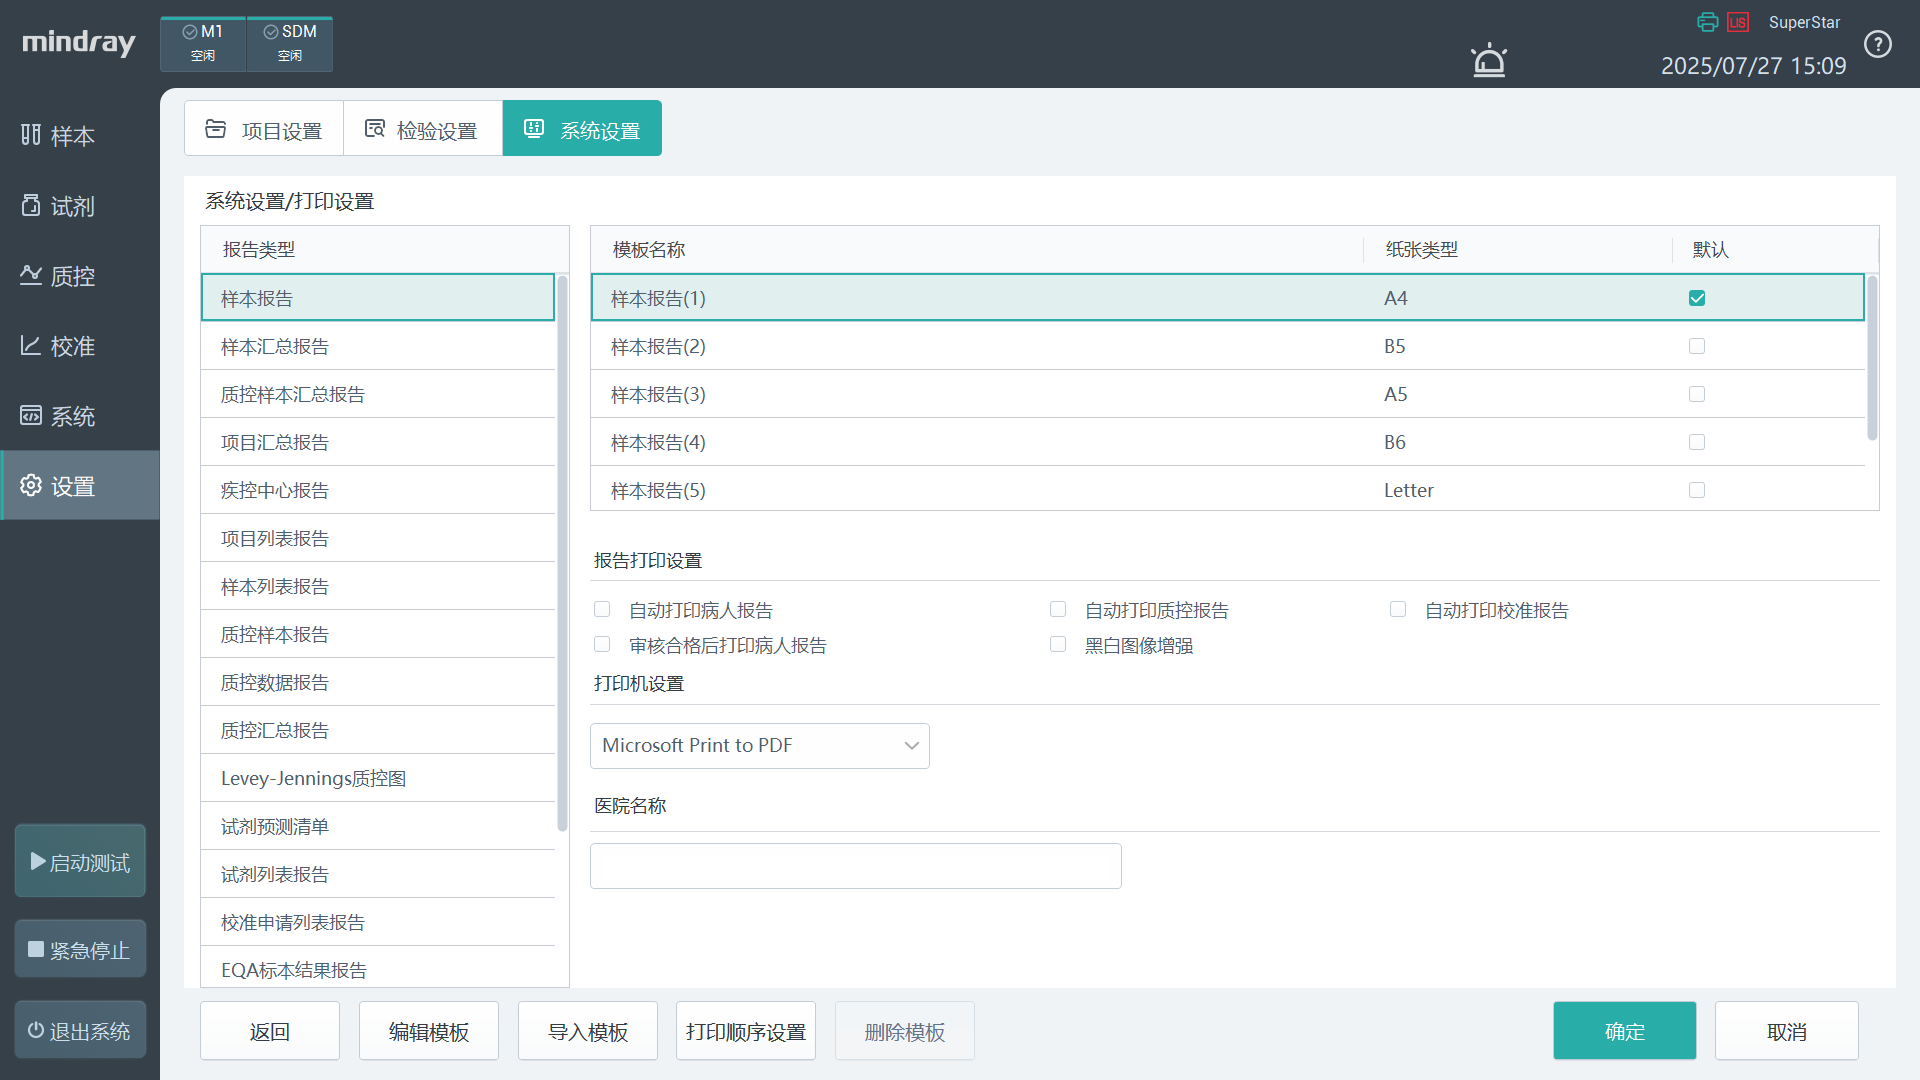 mindray
M1
空闲
SDM
空闲
LIS
SuperStar
2025/07/27 15:09
样本
试剂
质控
校准
系统
设置
启动测试
紧急停止
退出系统
项目设置
检验设置
系统设置
系统设置/打印设置
报告类型
样本报告
样本汇总报告
质控样本汇总报告
项目汇总报告
疾控中心报告
项目列表报告
样本列表报告
质控样本报告
质控数据报告
质控汇总报告
Levey-Jennings质控图
试剂预测清单
试剂列表报告
校准申请列表报告
EQA标本结果报告
模板名称 纸张类型 默认
样本报告(1) A4
样本报告(2) B5
样本报告(3) A5
样本报告(4) B6
样本报告(5) Letter
报告打印设置
自动打印病人报告 自动打印质控报告 自动打印校准报告
审核合格后打印病人报告 黑白图像增强
打印机设置
Microsoft Print to PDF
医院名称
返回 编辑模板 导入模板 打印顺序设置 删除模板 确定 取消